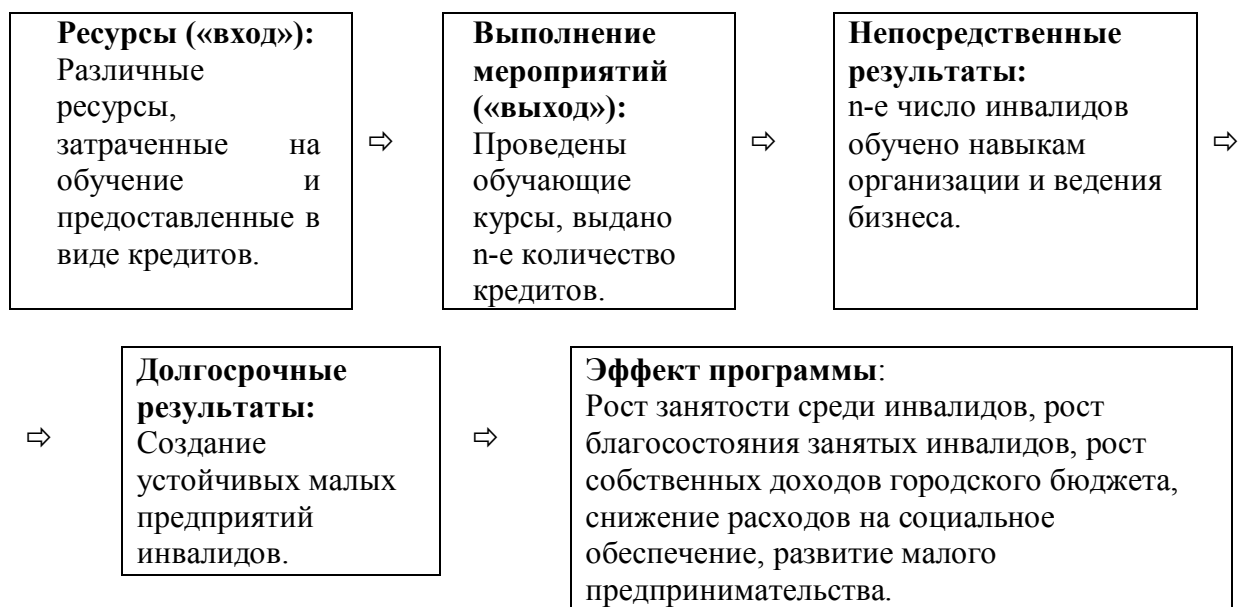 Ресурсы («вход»):
Различные
ресурсы,
затраченные на
обучение и
предоставленные в
виде кредитов.
⇨
Выполнение
мероприятий
(«выход»):
Проведены
обучающие
курсы, выдано
n-е количество
кредитов.
⇨
Непосредственные
результаты:
n-е число инвалидов
обучено навыкам
организации и ведения
бизнеса.
⇨
⇨
Долгосрочные
результаты:
Создание
устойчивых малых
предприятий
инвалидов.
⇨
Эффект программы:
Рост занятости среди инвалидов, рост
благосостояния занятых инвалидов, рост
собственных доходов городского бюджета,
снижение расходов на социальное
обеспечение, развитие малого
предпринимательства.